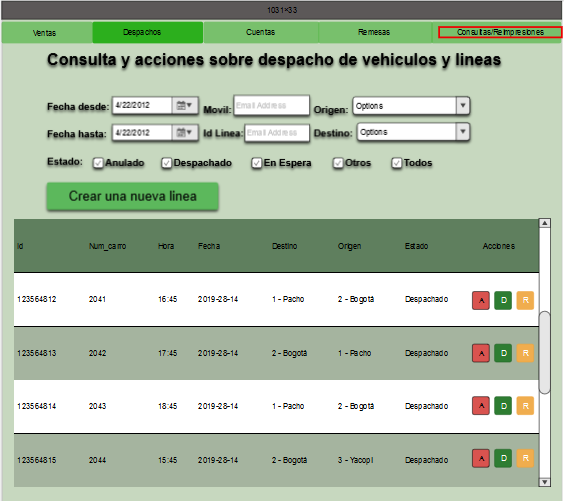 1031×33
Ventas Despachos Cuentas Remesas Consultas/Reimpresiones
Consulta y acciones sobre despacho de vehiculos y lineas
Fecha desde: 4/22/2012 Movil: Email Address Origen: Options
Fecha hasta: 4/22/2012 Id Linea: Email Address Destino: Options
Estado: Anulado Despachado En Espera Otros Todos
Crear una nueva linea
Id Num_carro Hora Fecha Destino Origen Estado Acciones
123564812 2041 16:45 2019-28-14 1 - Pacho 2 - Bogotá Despachado A D R
123564813 2042 17:45 2019-28-14 2 - Bogotá 1 - Pacho Despachado A D R
123564814 2043 18:45 2019-28-14 1 - Pacho 2 - Bogotá Despachado A D R
123564815 2044 15:45 2019-28-14 2 - Bogotá 3 - Yacopí Despachado A D R